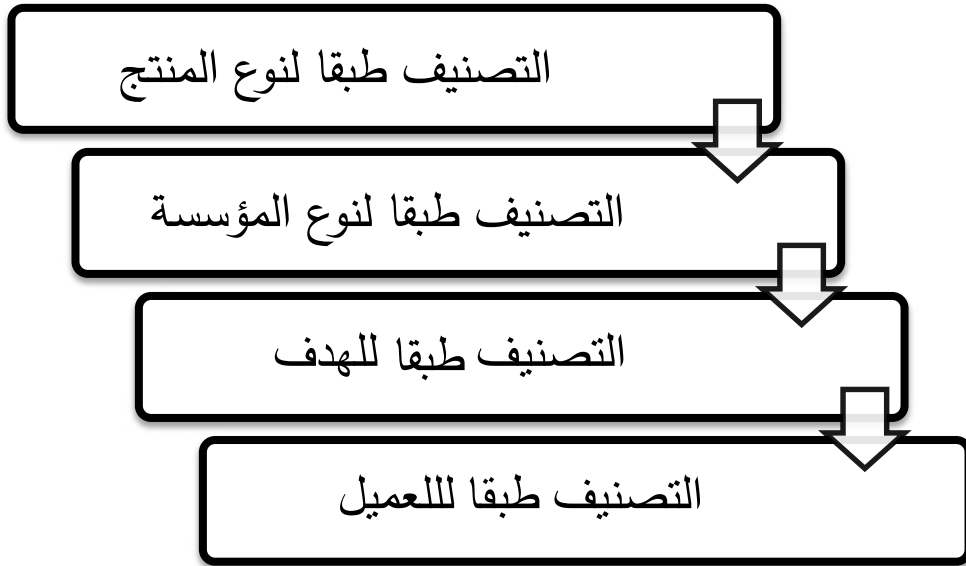 التصنيف طبقا لنوع المنتج
التصنيف طبقا لنوع المؤسسة
التصنيف طبقا للهدف
التصنيف طبقا لللعميل